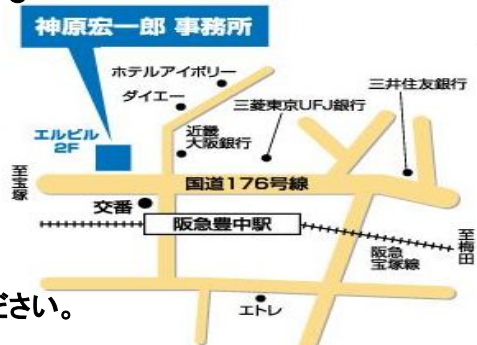 神原宏一郎 事務所
ホテルアイボリー
ダイエー
三井住友銀行
三菱東京UFJ銀行
エルビル
2F
近畿
大阪銀行
至宝塚
国道176号線
交番
阪急豊中駅
至梅田
阪急
宝塚線
ださい。
エトレ